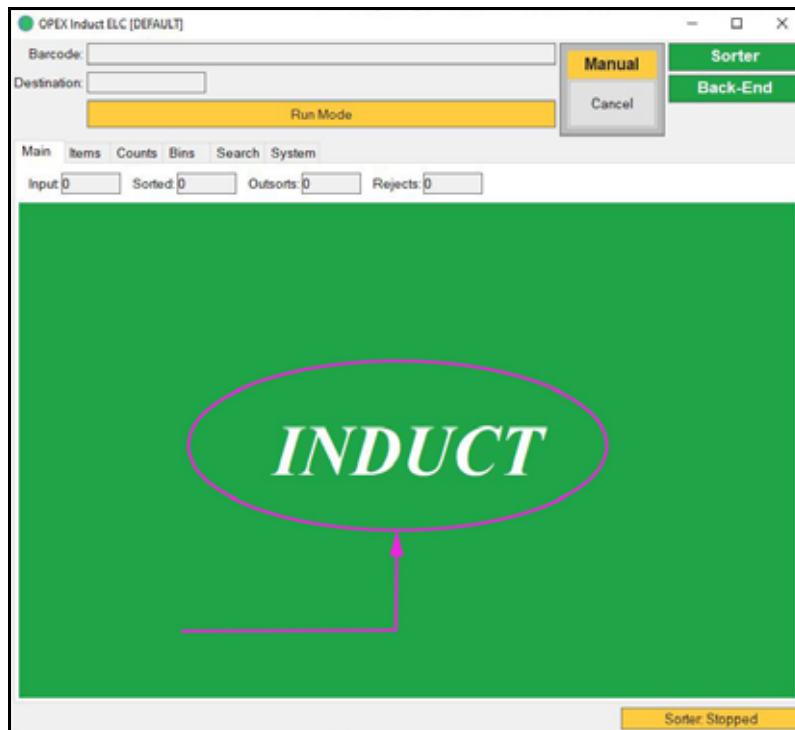 OPEX Induct ELC [DEFAULT]
Barcode:
Manual
Sorter
Destination:
Back-End
Cancel
Run Mode
Main Items Counts Bins Search System
Input: 0 Sorted: 0 Outsorts: 0 Rejects: 0
INDUCT
Sorter: Stopped